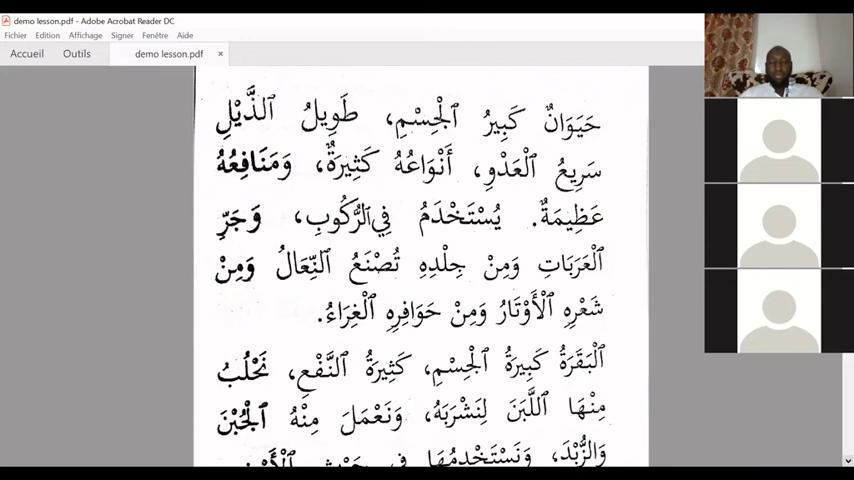 demo lesson.pdf - Adobe Acrobat Reader DC
Fichier Edition Affichage Signer Fenêtre Aide
Accueil Outils demo lesson.pdf ×
حَيَوَانٌ كَبِيرُ ٱلْجِسْمِ، طَوِيلُ ٱلذَّيْلِ
سَرِيعُ ٱلْعَدْوِ، أَنْوَاعُهُ كَثِيرَةٌ، وَمَنَافِعُهُ
عَظِيمَةٌ. يُسْتَخْدَمُ فِي ٱلرُّكُوبِ، وَجَرِّ
ٱلْعَرَبَاتِ وَمِنْ جِلْدِهِ تُصْنَعُ ٱلنِّعَالُ وَمِنْ
شَعْرِهِ ٱلْأَوْتَارُ وَمِنْ حَوَافِرِهِ ٱلْغِرَاءُ.
ٱلْبَقَرَةُ كَبِيرَةُ ٱلْجِسْمِ، كَثِيرَةُ ٱلنَّفْعِ، نَحْلُبُ
مِنْهَا ٱللَّبَنَ لِنَشْرَبَهُ، وَنَعْمَلَ مِنْهُ ٱلْجُبْنَ
وَٱلزُّبْدَ، وَنَسْتَخْدِمُهَا فِي